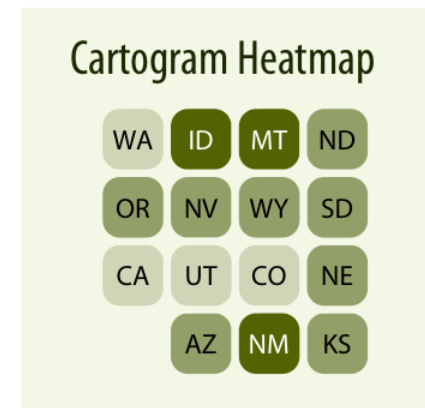 Cartogram Heatmap
WA ID MT ND
OR NV WY SD
CA UT CO NE
AZ NM KS